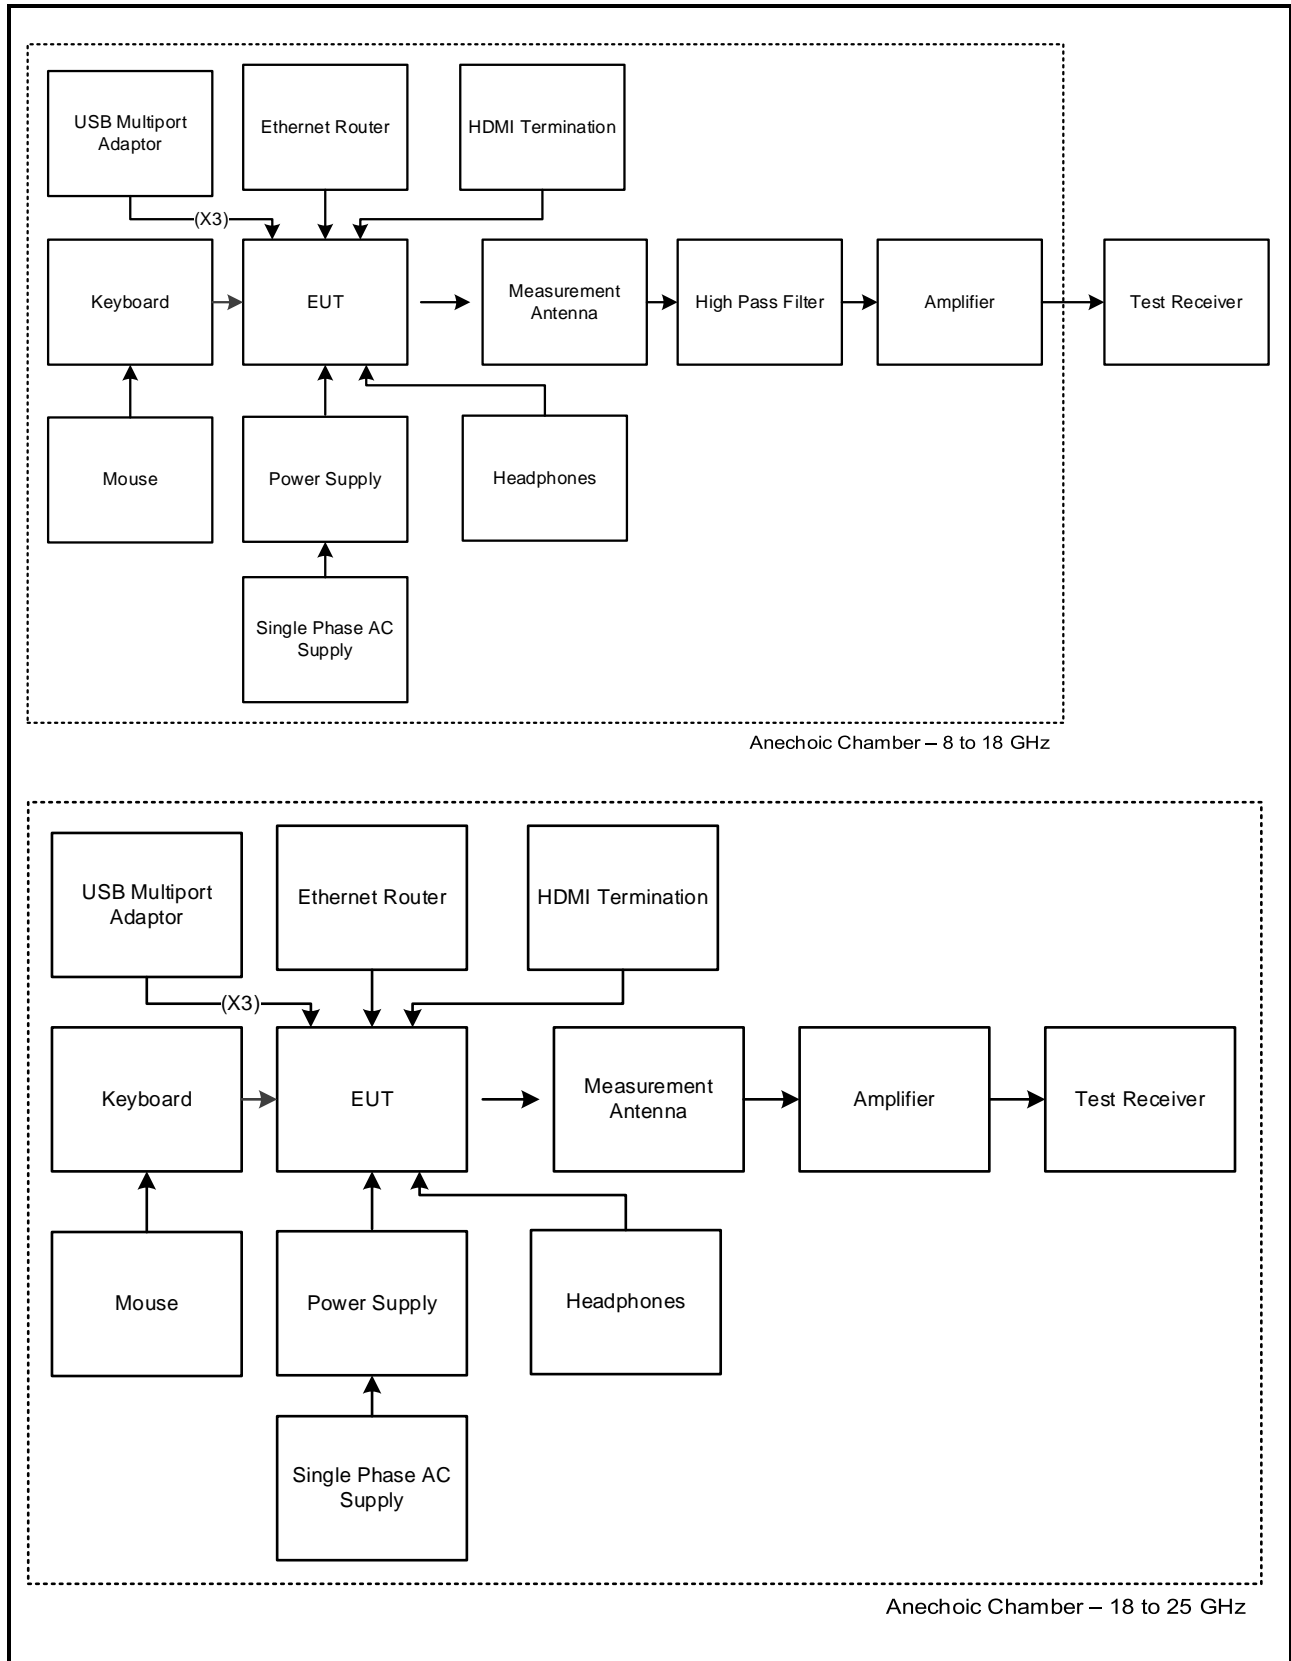 USB Multiport
Adaptor
Ethernet Router
HDMI Termination
(X3)
Keyboard
EUT
Measurement
Antenna
High Pass Filter
Amplifier
Test Receiver
Mouse
Power Supply
Headphones
Single Phase AC
Supply
Anechoic Chamber – 8 to 18 GHz
USB Multiport
Adaptor
Ethernet Router
HDMI Termination
(X3)
Keyboard
EUT
Measurement
Antenna
Amplifier
Test Receiver
Mouse
Power Supply
Headphones
Single Phase AC
Supply
Anechoic Chamber – 18 to 25 GHz